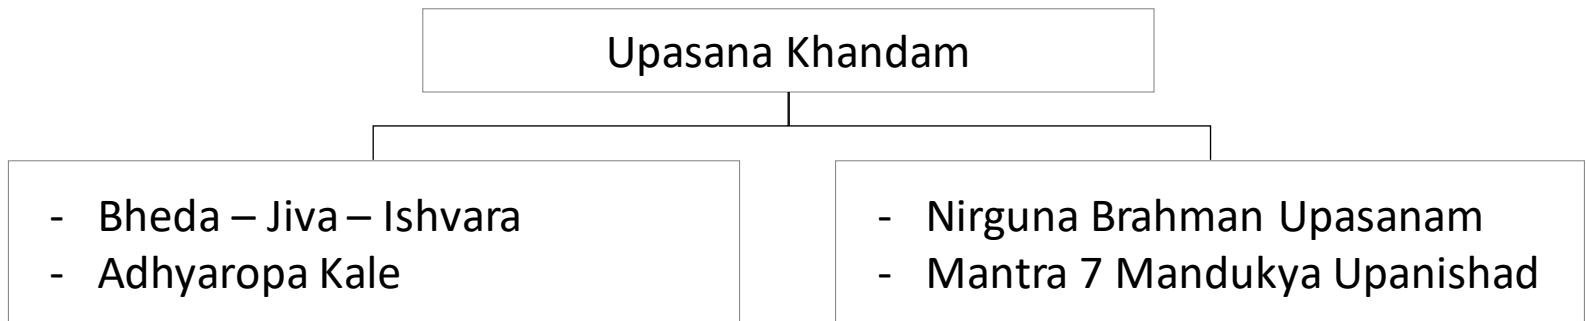 Upasana Khandam
- Bheda – Jiva – Ishvara
- Adhyaropa Kale
- Nirguna Brahman Upasanam
- Mantra 7 Mandukya Upanishad